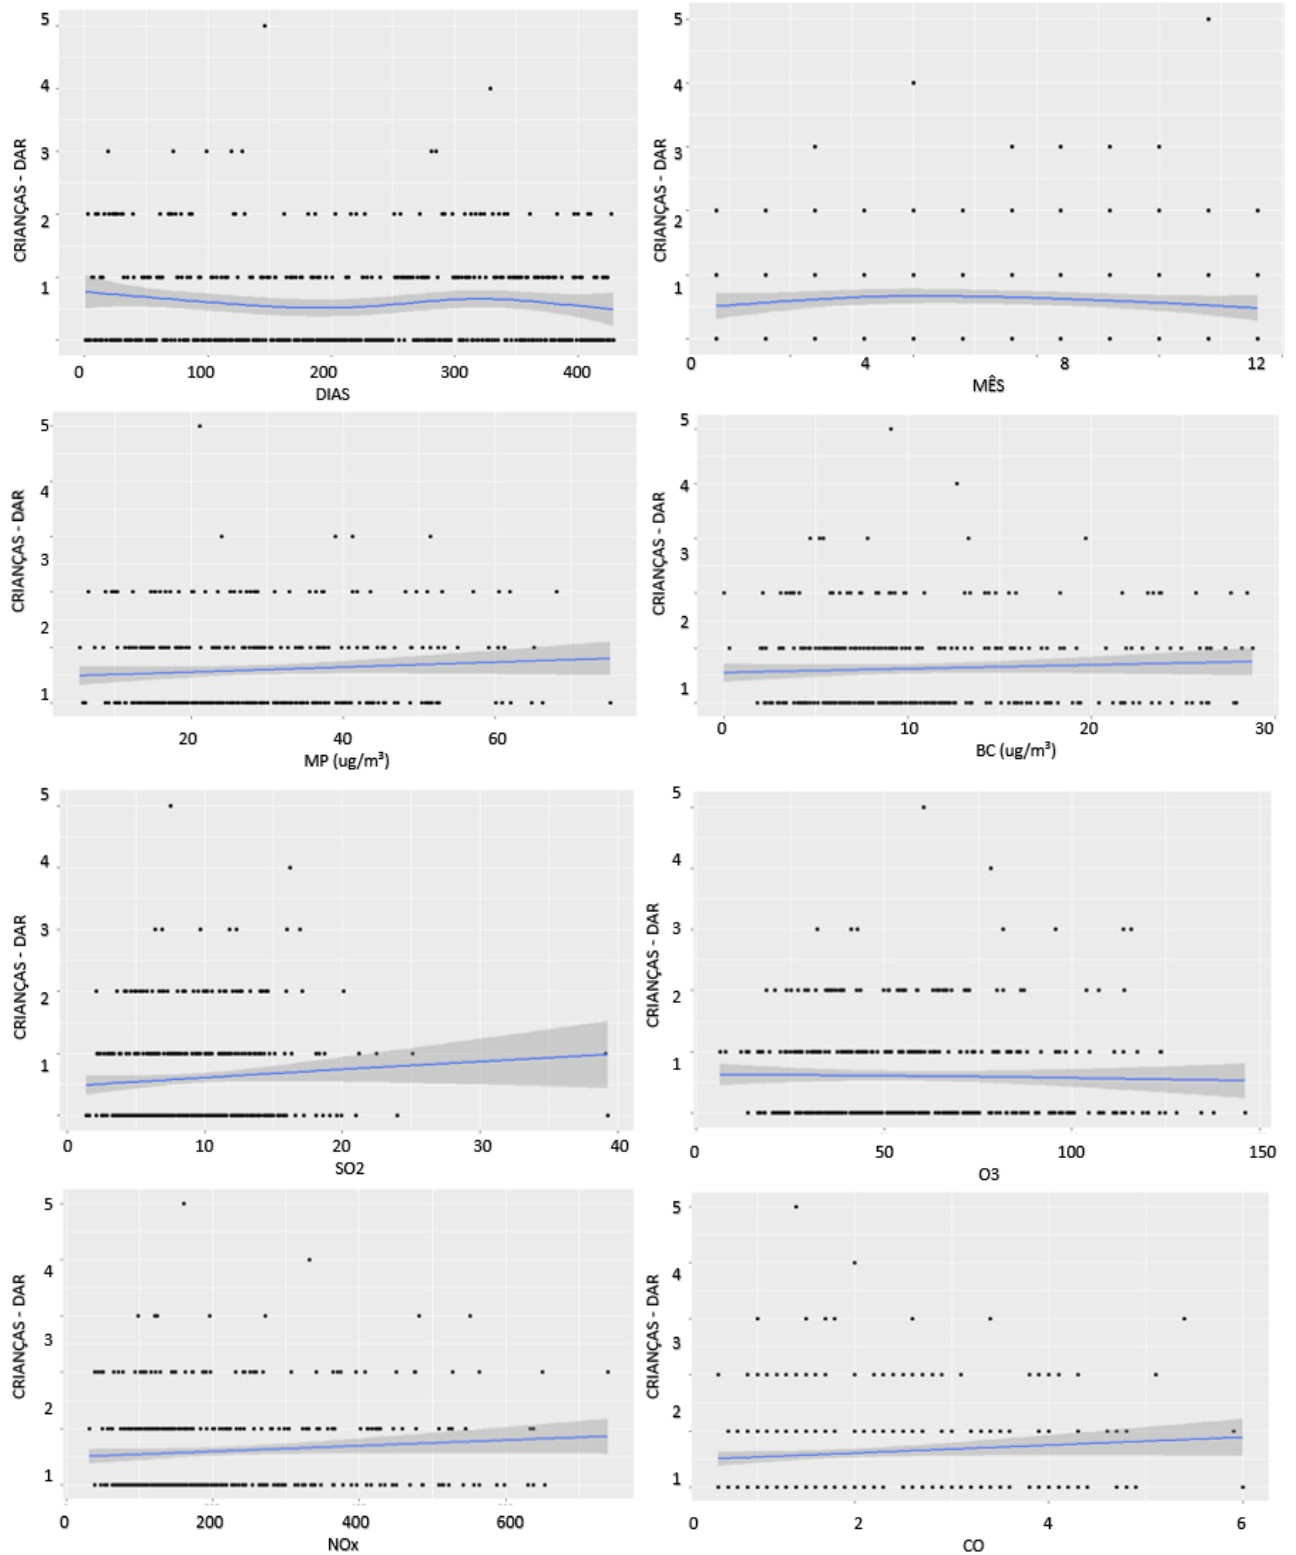 5
4
3
2
1
CRIANÇAS - DAR
0 100 200 300 400
DIAS
5
4
3
2
1
CRIANÇAS - DAR
0 4 8 12
MÊS
5
4
3
2
1
CRIANÇAS - DAR
20 40 60
MP (ug/m³)
5
4
3
2
1
CRIANÇAS - DAR
0 10 20 30
BC (ug/m³)
5
4
3
2
1
CRIANÇAS - DAR
0 10 20 30 40
SO2
5
4
3
2
1
CRIANÇAS - DAR
0 50 100 150
O3
5
4
3
2
1
CRIANÇAS - DAR
0 200 400 600
NOx
5
4
3
2
1
CRIANÇAS - DAR
0 2 4 6
CO